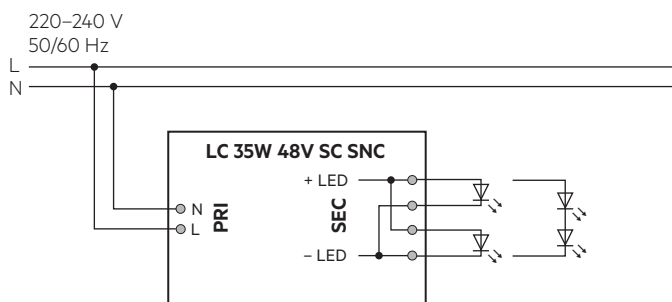 220–240 V
50/60 Hz
L
N
LC 35W 48V SC SNC
+ LED
N
L
PRI
SEC
– LED